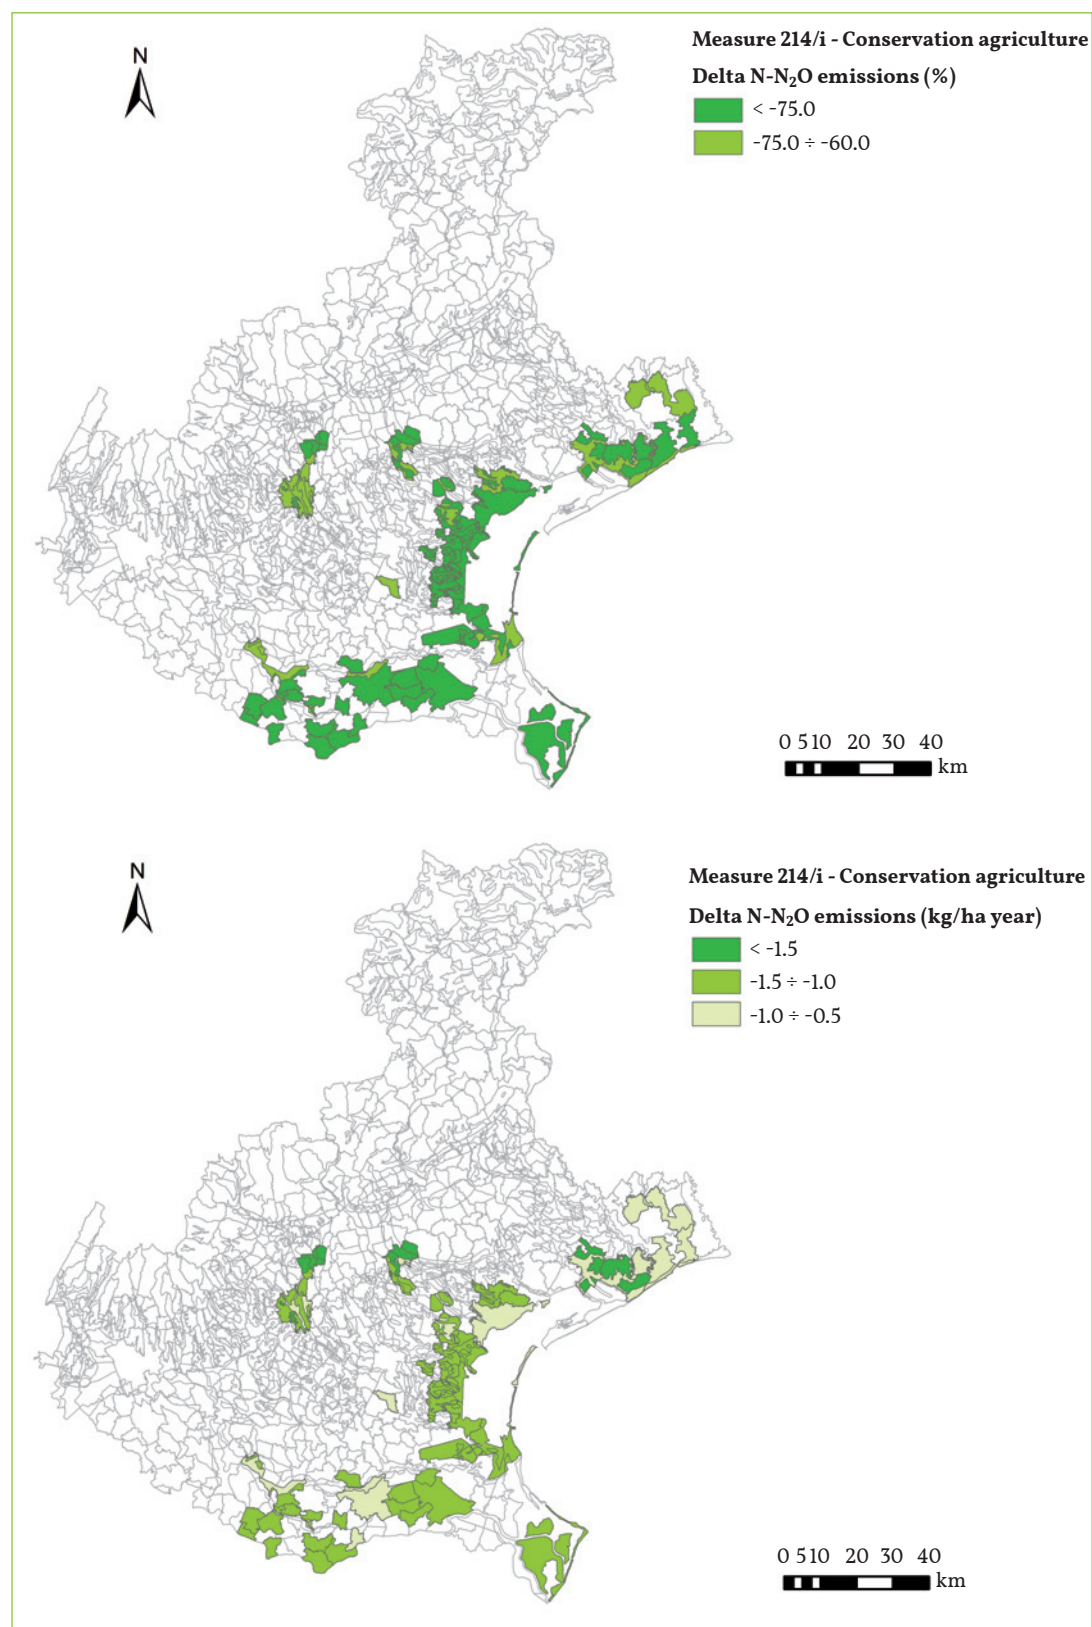 N
Measure 214/i - Conservation agriculture
Delta N-N₂O emissions (%)
< -75.0
-75.0 ÷ -60.0
0 5 10 20 30 40
km
N
Measure 214/i - Conservation agriculture
Delta N-N₂O emissions (kg/ha year)
< -1.5
-1.5 ÷ -1.0
-1.0 ÷ -0.5
0 5 10 20 30 40
km